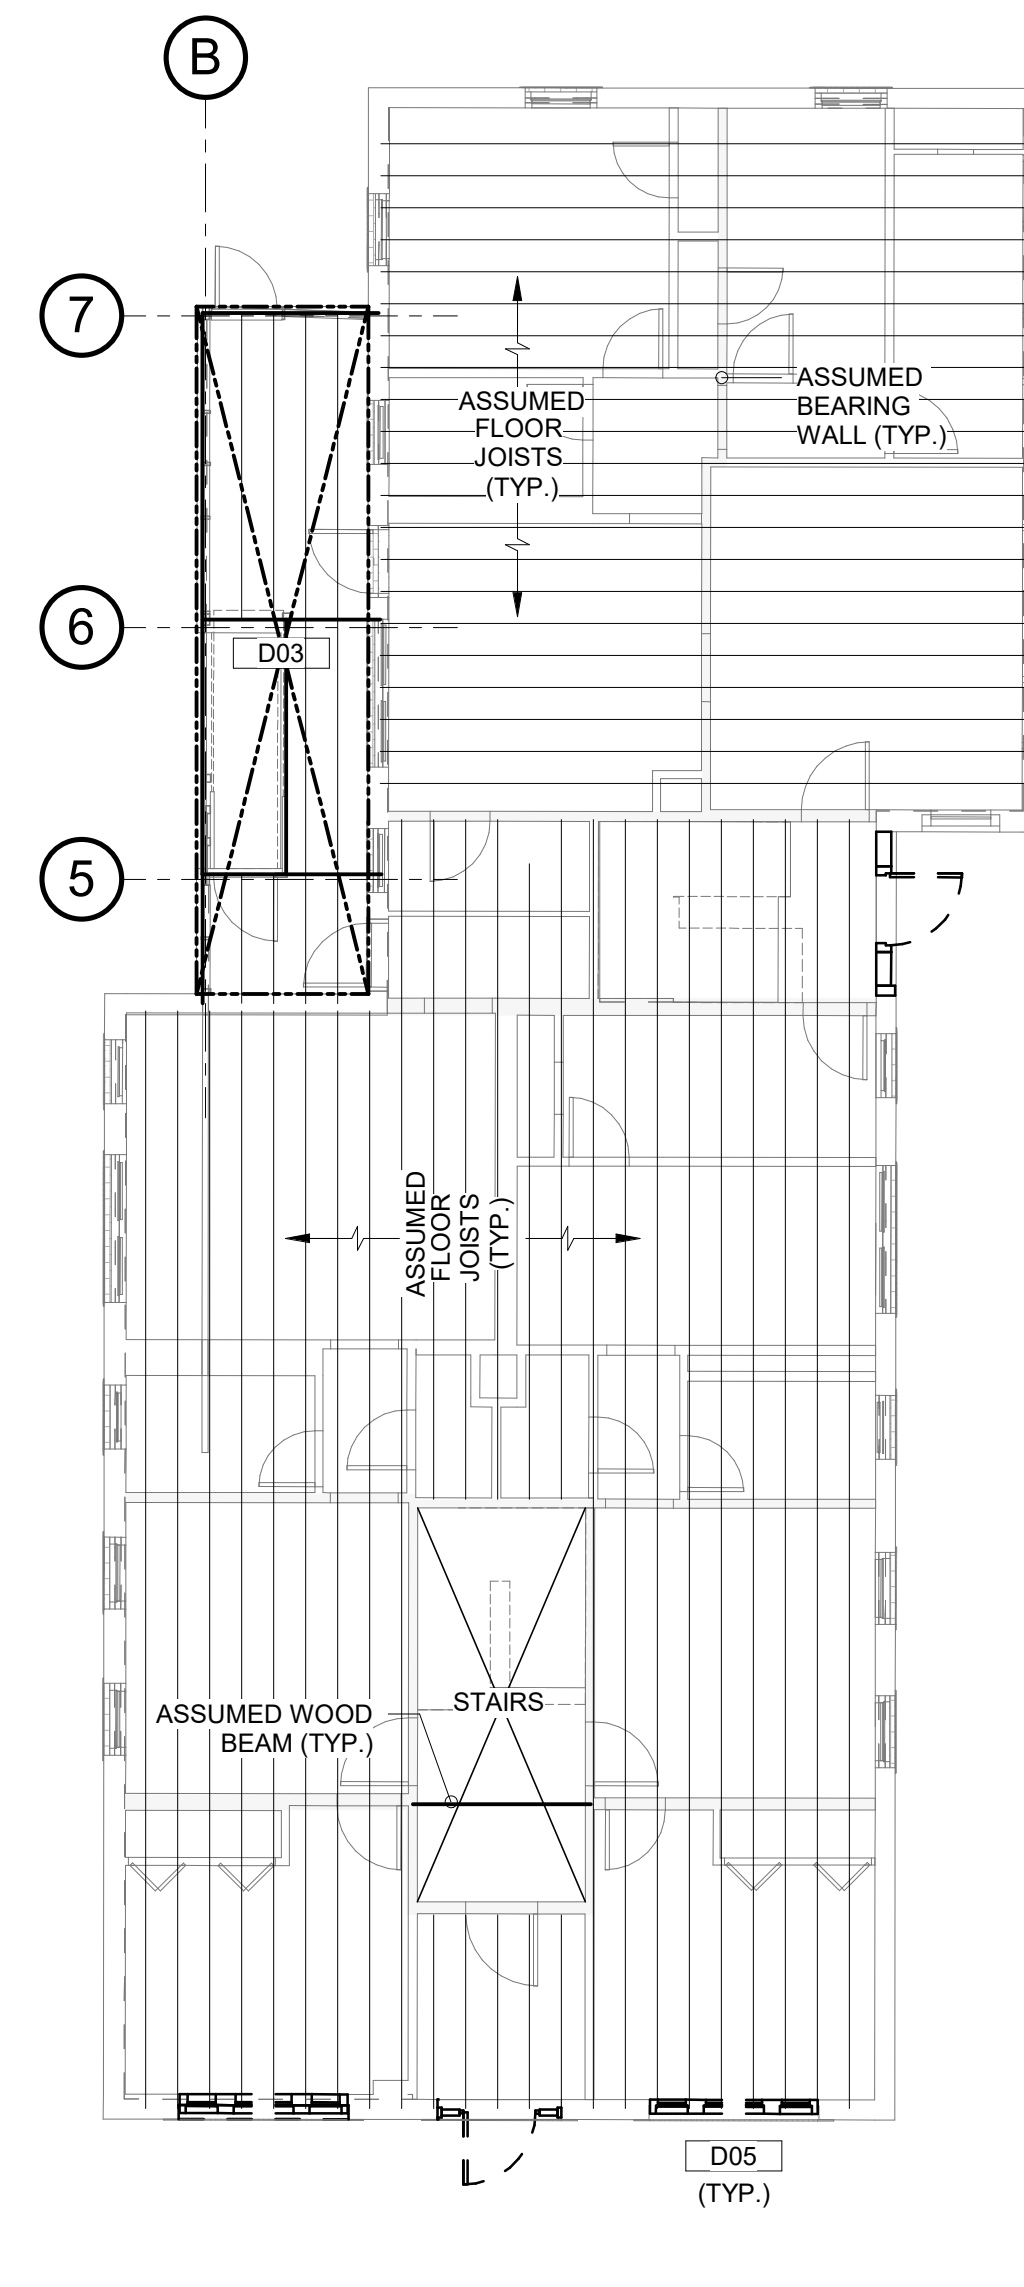 B
7
ASSUMED
FLOOR
JOISTS
(TYP.)
ASSUMED
BEARING
WALL (TYP.)
6
D03
5
ASSUMED
FLOOR
JOISTS
(TYP.)
STAIRS
ASSUMED WOOD
BEAM (TYP.)
D05
(TYP.)